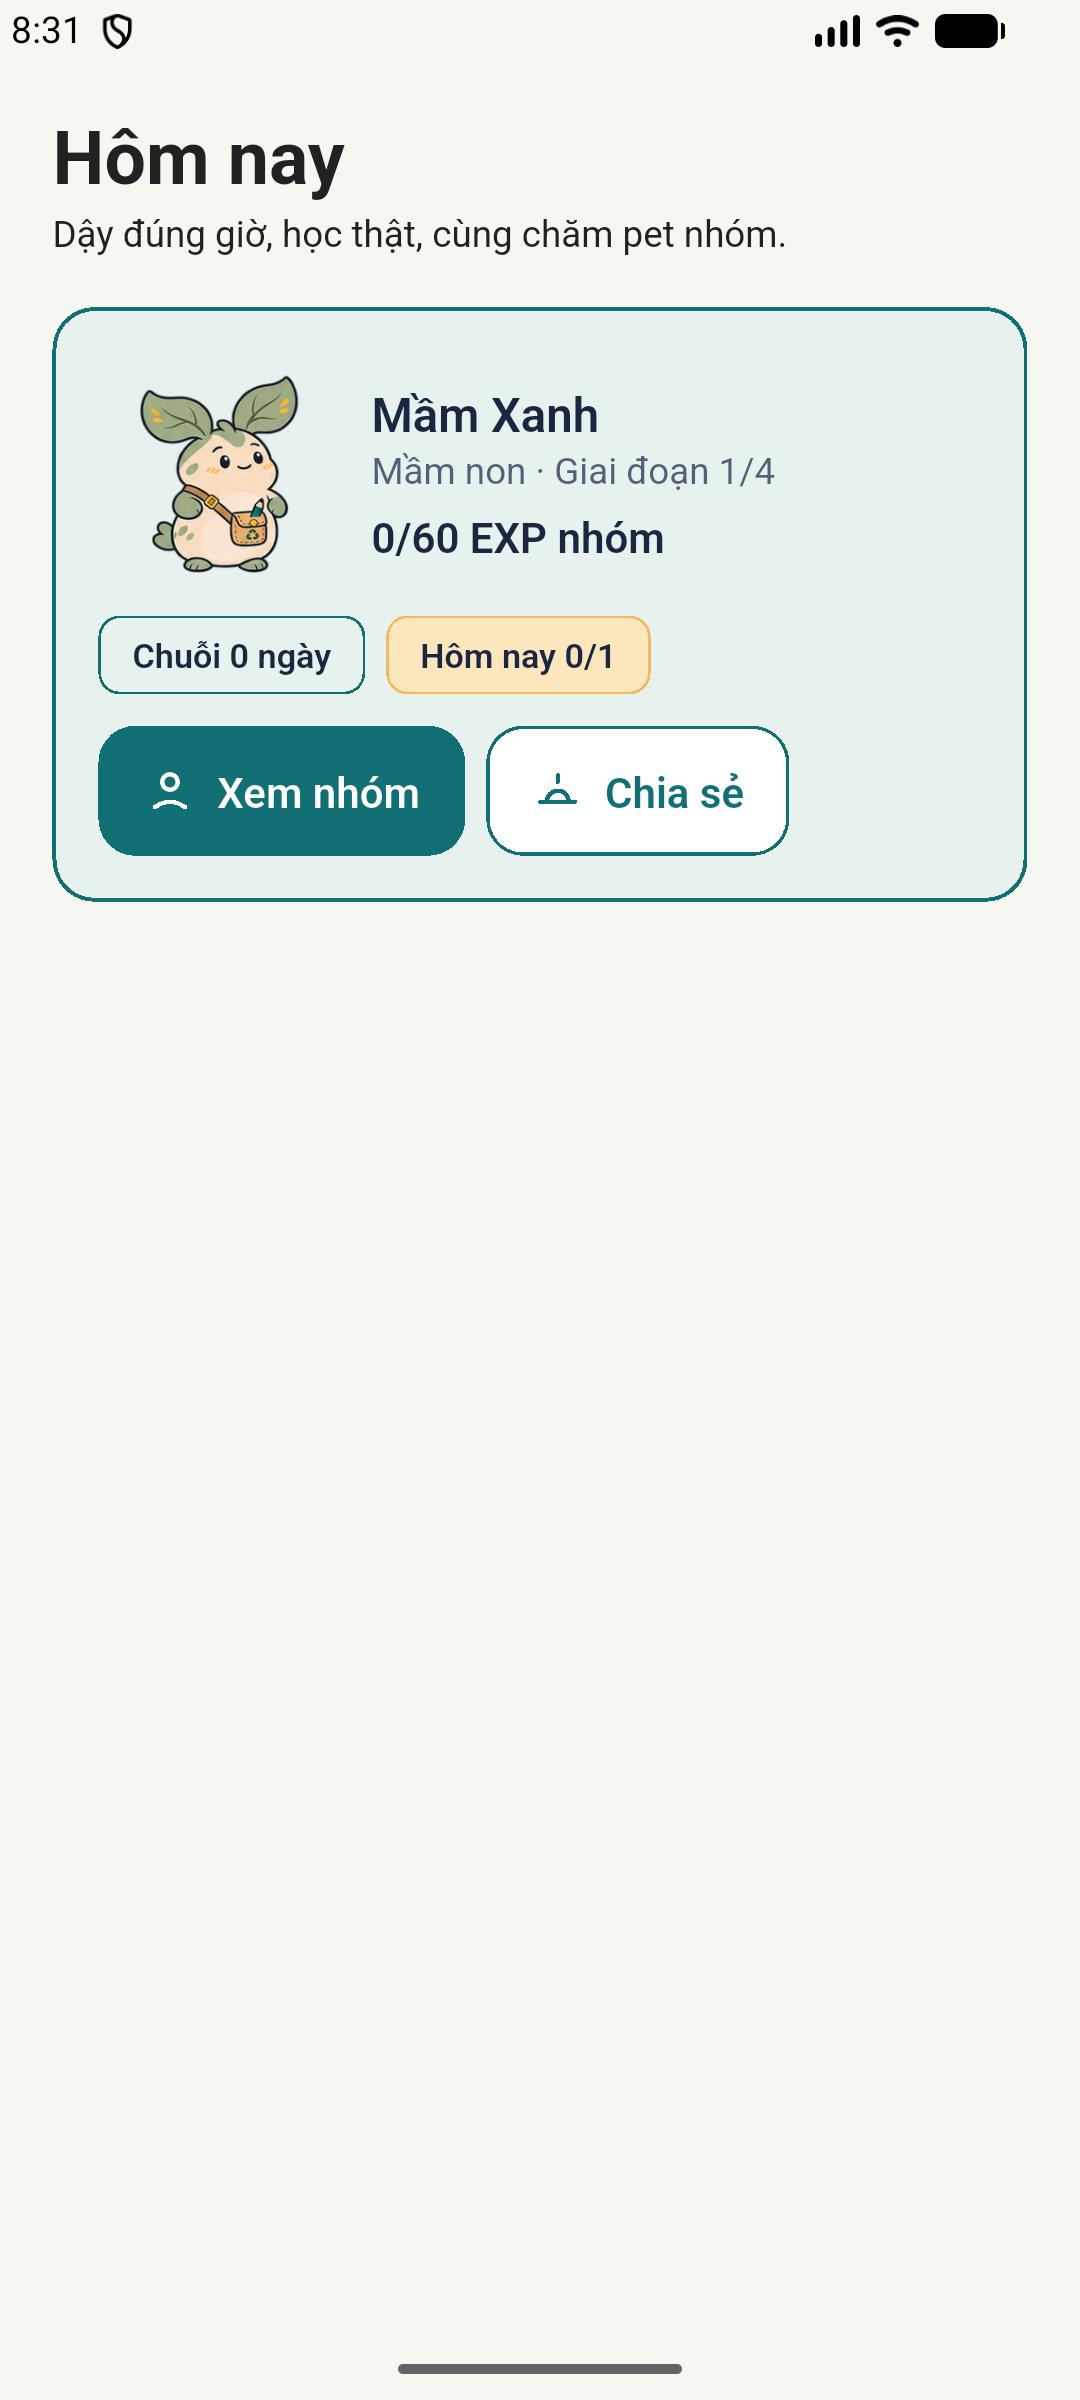 8:31
Hôm nay
Dậy đúng giờ, học thật, cùng chăm pet nhóm.
Mầm Xanh
Mầm non · Giai đoạn 1/4
0/60 EXP nhóm
Chuỗi 0 ngày
Hôm nay 0/1
Xem nhóm
Chia sẻ